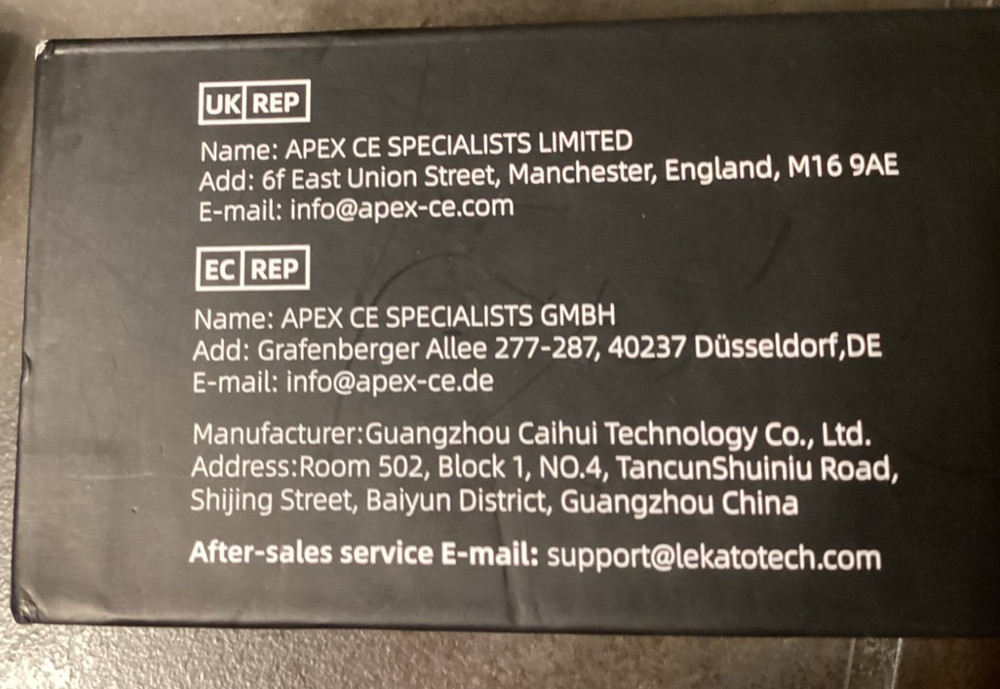 UK REP
Name: APEX CE SPECIALISTS LIMITED
Add: 6f East Union Street, Manchester, England, M16 9AE
E-mail: info@apex-ce.com
EC REP
Name: APEX CE SPECIALISTS GMBH
Add: Grafenberger Allee 277-287, 40237 Düsseldorf,DE
E-mail: info@apex-ce.de
Manufacturer:Guangzhou Caihui Technology Co., Ltd.
Address:Room 502, Block 1, NO.4, TancunShuiniu Road,
Shijing Street, Baiyun District, Guangzhou China
After-sales service E-mail: support@lekatotech.com